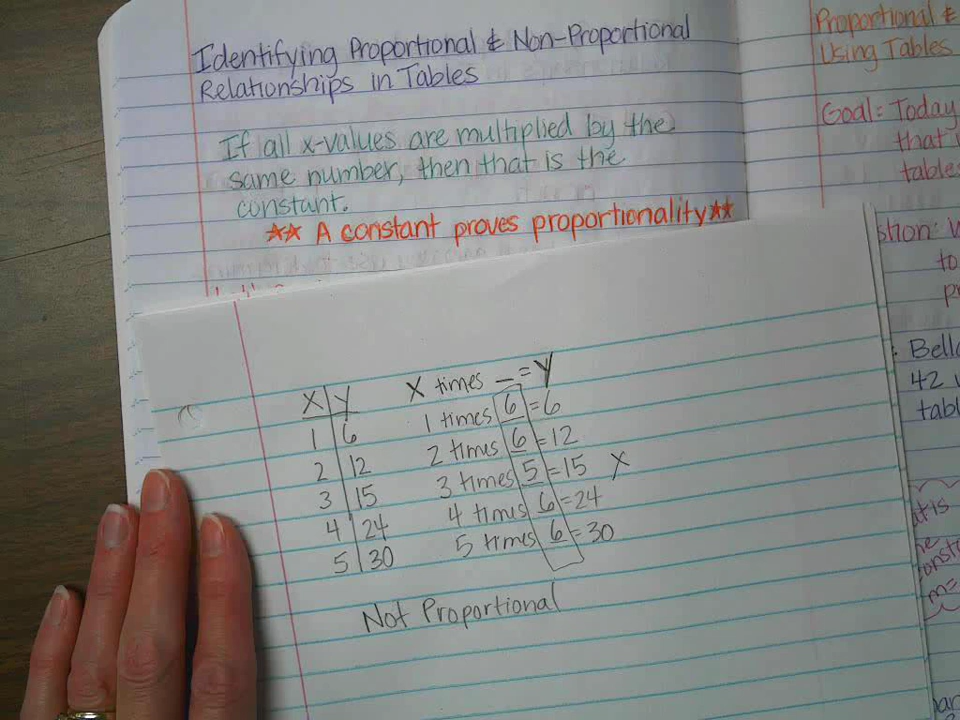 Identifying Proportional & Non-Proportional
Relationships in Tables
If all x-values are multiplied by the
same number, then that is the
constant.
** A constant proves proportionality**
Proportional &
Using Tables
Goal: Today
that
tables
to
Bella
42
X | Y
1 | 6
2 | 12
3 | 15
4 | 24
5 | 30
X times _ = Y
1 times 6 = 6
2 times 6 = 12
3 times 5 = 15 X
4 times 6 = 24
5 times 6 = 30
Not Proportional